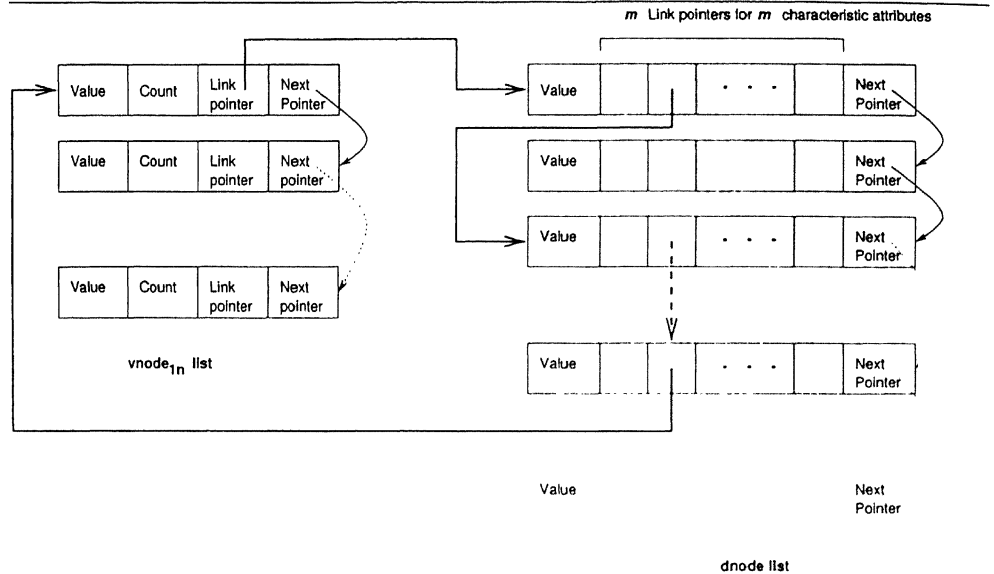 m Link pointers for m characteristic attributes
Value Count Link pointer Next Pointer
Value Count Link pointer Next pointer
Value Count Link pointer Next pointer
vnode1n list
Value . . . Next Pointer
Value Next Pointer
Value . . . Next Pointer
Value . . . Next Pointer
Value Next Pointer
dnode list